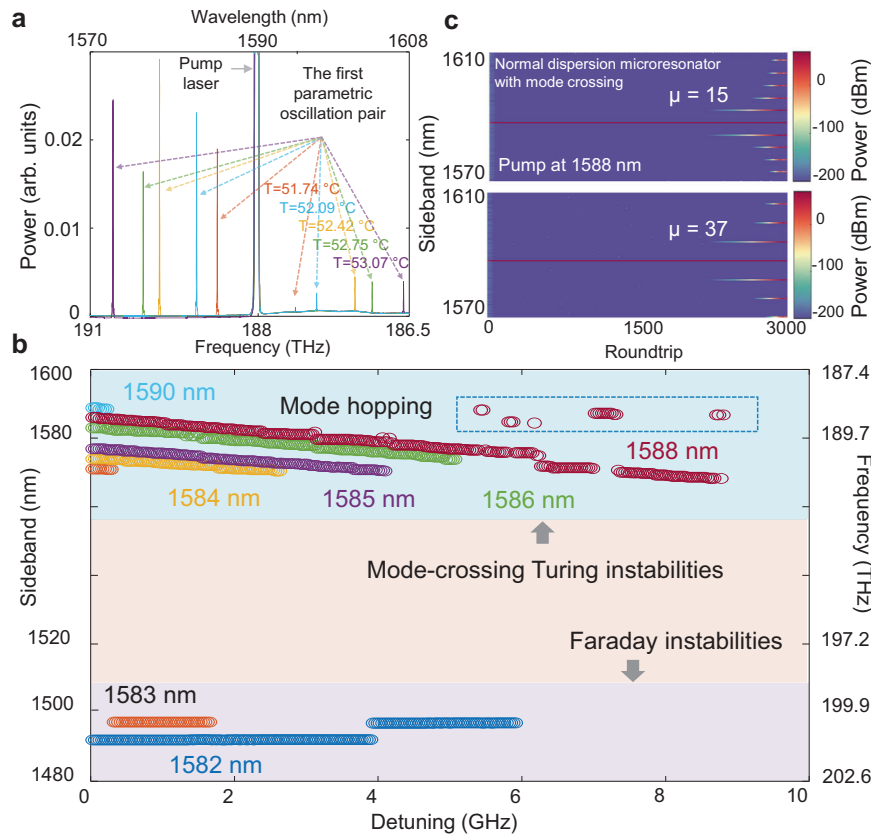 a
Wavelength (nm)
1570
1590
1608
Pump
laser
The first
parametric
oscillation pair
T=51.74 °C
T=52.09 °C
T=52.42 °C
T=52.75 °C
T=53.07 °C
Power (arb. units)
0.02
0.01
0
191
188
186.5
Frequency (THz)
c
1610
Normal dispersion microresonator
with mode crossing
μ = 15
Pump at 1588 nm
1570
0
-100
-200
Power (dBm)
Sideband (nm)
1610
μ = 37
1570
0
-100
-200
Power (dBm)
0
1500
3000
Roundtrip
b
1600
1580
1520
1500
1480
Sideband (nm)
1590 nm
Mode hopping
1588 nm
1584 nm
1585 nm
1586 nm
Mode-crossing Turing instabilities
Faraday instabilities
1583 nm
1582 nm
187.4
189.7
197.2
199.9
202.6
Frequency (THz)
0
2
4
6
8
10
Detuning (GHz)